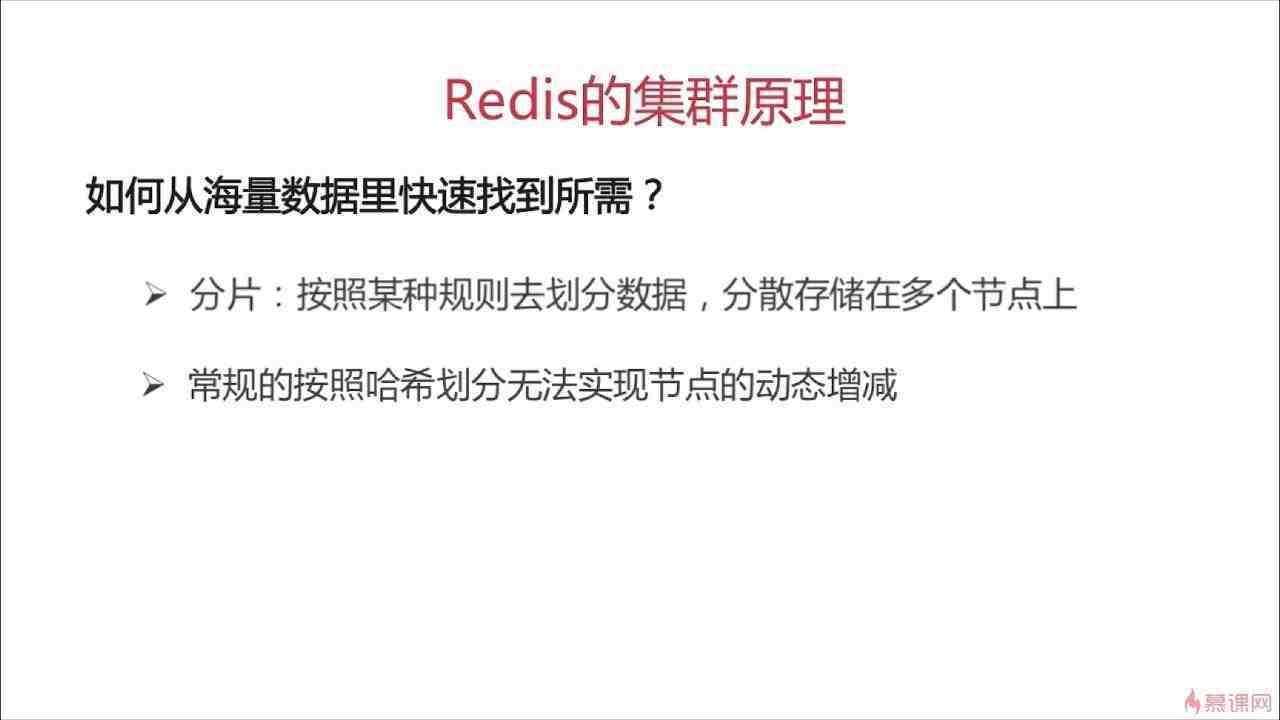 Redis的集群原理
如何从海量数据里快速找到所需？
➢ 分片：按照某种规则去划分数据，分散存储在多个节点上
➢ 常规的按照哈希划分无法实现节点的动态增减
慕课网